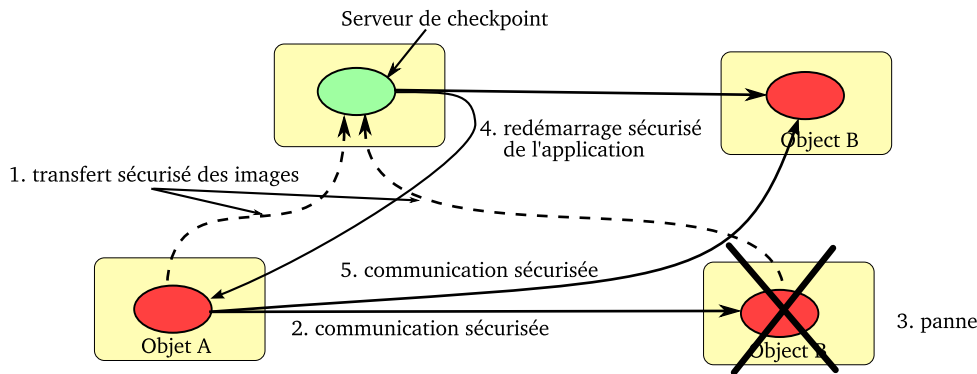 Serveur de checkpoint
4. redémarrage sécurisé
de l'application
Object B
1. transfert sécurisé des images
5. communication sécurisée
2. communication sécurisée
3. panne
Objet A
Object B